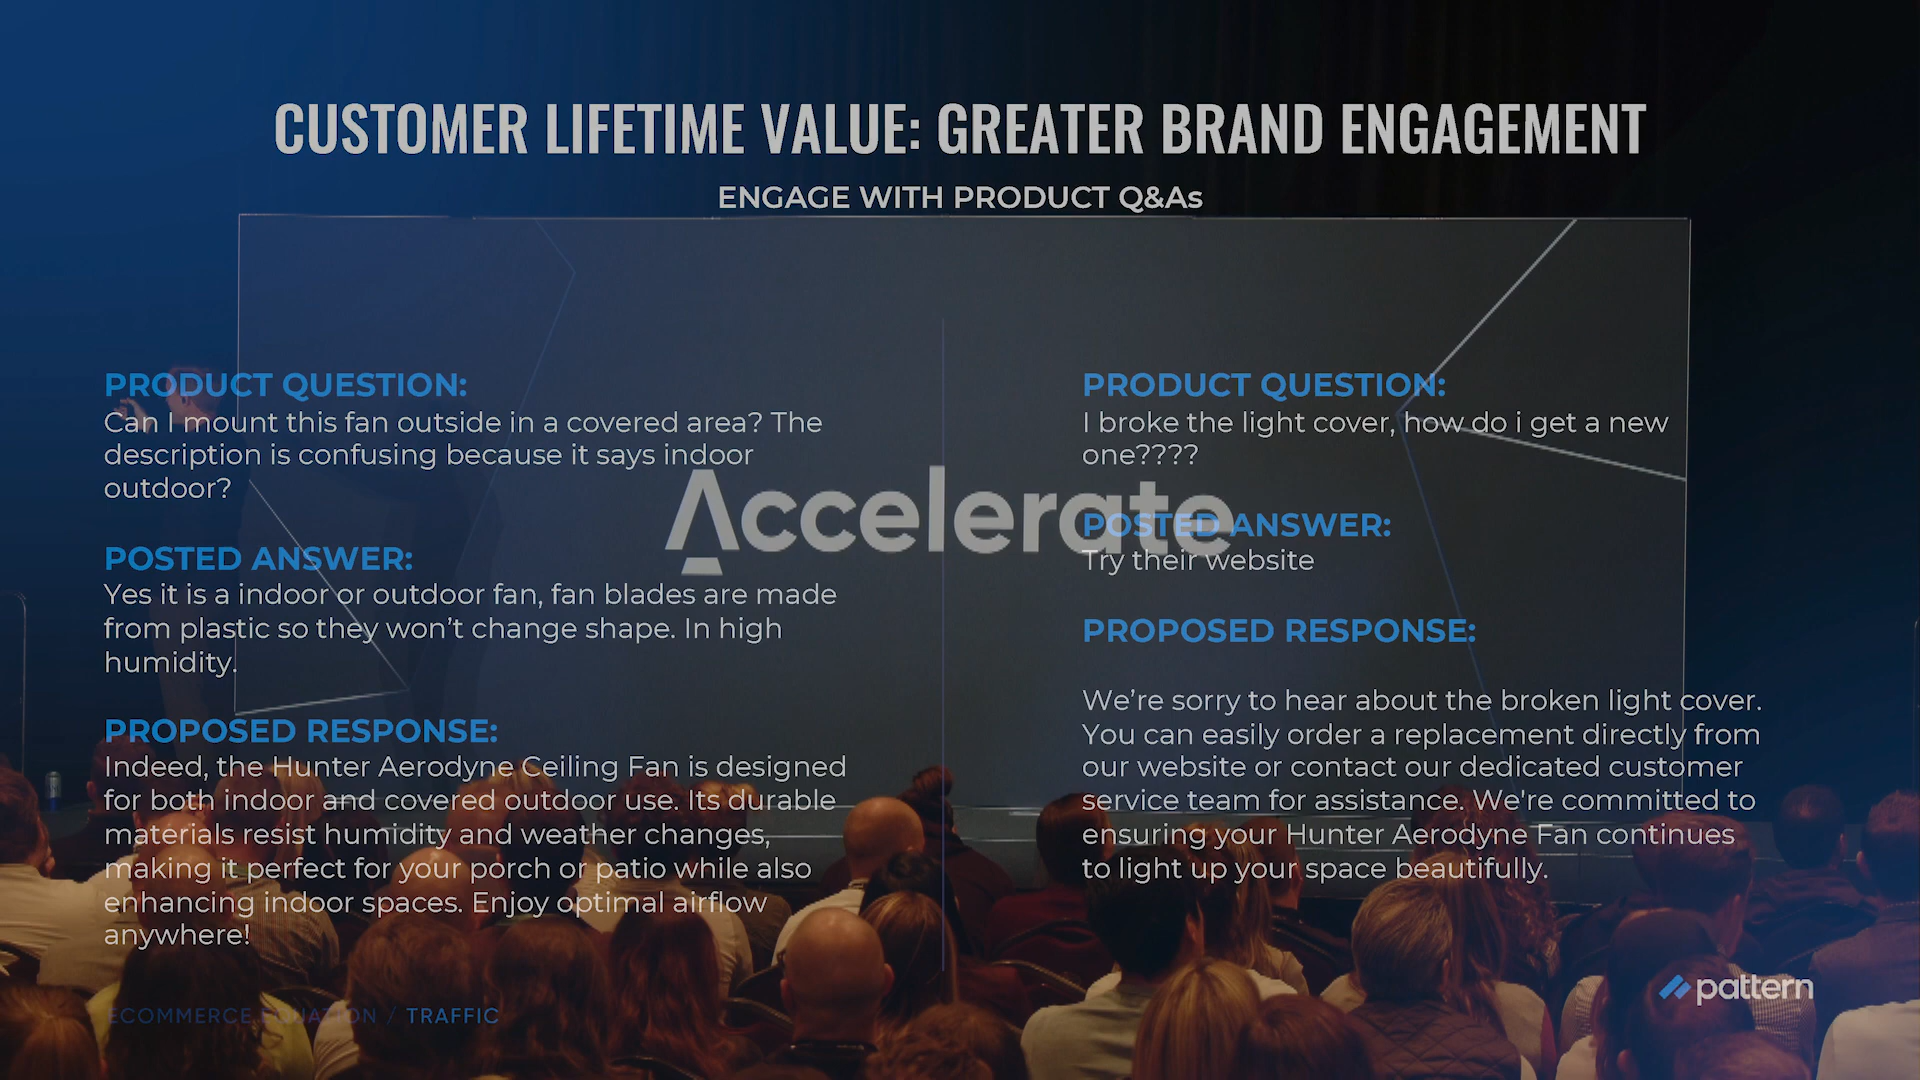 CUSTOMER LIFETIME VALUE: GREATER BRAND ENGAGEMENT
ENGAGE WITH PRODUCT Q&As
PRODUCT QUESTION:
Can I mount this fan outside in a covered area? The
description is confusing because it says indoor
outdoor?
POSTED ANSWER:
Yes it is a indoor or outdoor fan, fan blades are made
from plastic so they won't change shape. In high
humidity.
PROPOSED RESPONSE:
Indeed, the Hunter Aerodyne Ceiling Fan is designed
for both indoor and covered outdoor use. Its durable
materials resist humidity and weather changes,
making it perfect for your porch or patio while also
enhancing indoor spaces. Enjoy optimal airflow
anywhere!
PRODUCT QUESTION:
I broke the light cover, how do i get a new
one????
POSTED ANSWER:
Try their website
PROPOSED RESPONSE:
We're sorry to hear about the broken light cover.
You can easily order a replacement directly from
our website or contact our dedicated customer
service team for assistance. We're committed to
ensuring your Hunter Aerodyne Fan continues
to light up your space beautifully.
Accelerate
ECOMMERCE EQUATION / TRAFFIC
pattern